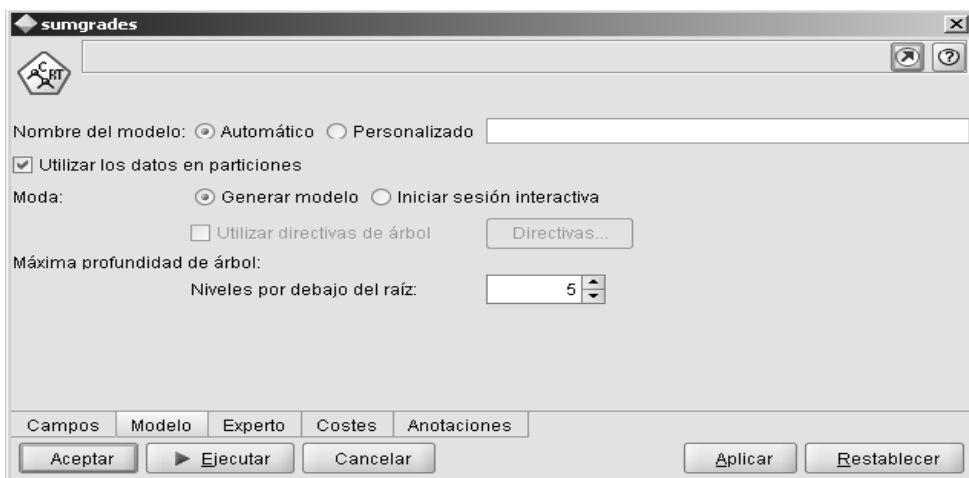 sumgrades
C RT
Nombre del modelo: Automático Personalizado
Utilizar los datos en particiones
Moda: Generar modelo Iniciar sesión interactiva
Utilizar directivas de árbol Directivas...
Máxima profundidad de árbol:
Niveles por debajo del raíz: 5
Campos Modelo Experto Costes Anotaciones
Aceptar Ejecutar Cancelar Aplicar Restablecer